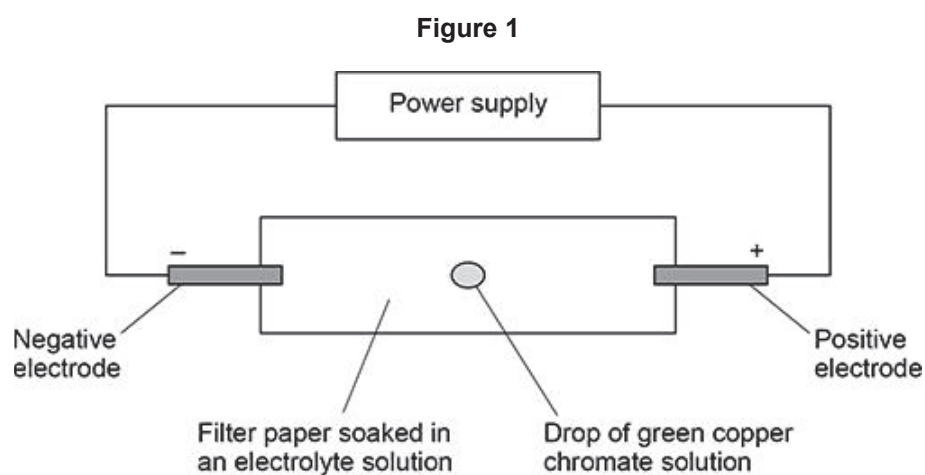 Figure 1
Power supply
–
+
Negative
electrode
Positive
electrode
Filter paper soaked in
an electrolyte solution
Drop of green copper
chromate solution